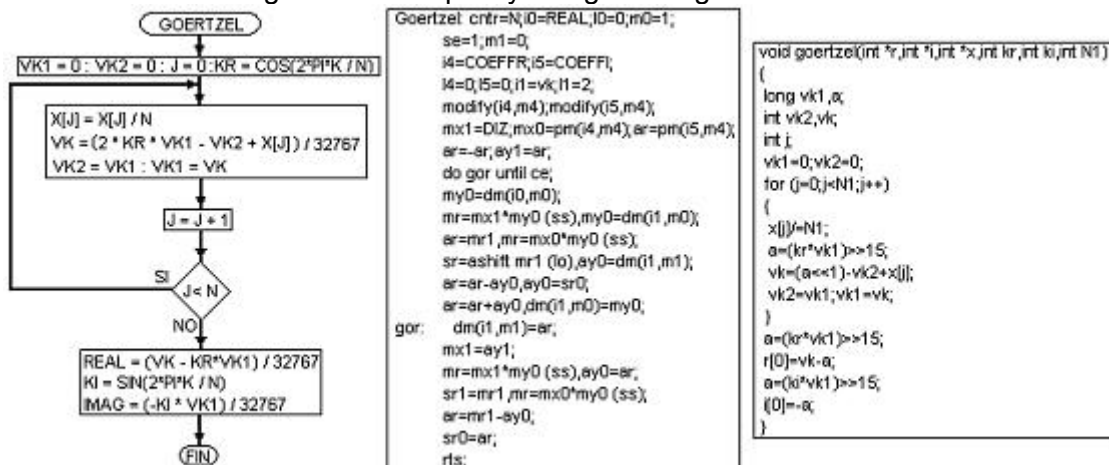 GOERTZEL
VK1 = 0 : VK2 = 0 : J = 0 : KR = COS(2*PI*K / N)
X[J] = X[J] / N
VK = (2 * KR * VK1 - VK2 + X[J]) / 32767
VK2 = VK1 : VK1 = VK
J = J + 1
SI
J< N
NO
REAL = (VK - KR*VK1) / 32767
KI = SIN(2*PI*K / N)
IMAG = (-KI * VK1) / 32767
FIN
Goertzel: cntr=N;i0=REAL;l0=0;m0=1;
se=1;m1=0;
i4=COEFFR;i5=COEFFI;
l4=0;l5=0;i1=vk;l1=2;
modify(i4,m4);modify(i5,m4);
mx1=DIZ;mx0=pm(i4,m4);ar=pm(i5,m4);
ar=-ar;ay1=ar;
do gor until ce;
my0=dm(i0,m0);
mr=mx1*my0 (ss),my0=dm(i1,m0);
ar=mr1,mr=mx0*my0 (ss);
sr=ashift mr1 (lo),ay0=dm(i1,m1);
ar=ar-ay0,ay0=sr0;
ar=ar+ay0,dm(i1,m0)=my0;
gor: dm(i1,m1)=ar;
mx1=ay1;
mr=mx1*my0 (ss),ay0=ar;
sr1=mr1,mr=mx0*my0 (ss);
ar=mr1-ay0;
sr0=ar;
rts;
void goertzel(int *r,int *i,int *x,int kr,int ki,int N1)
{
long vk1,a;
int vk2,vk;
int j;
vk1=0;vk2=0;
for (j=0;j<N1;j++)
{
x[j]/=N1;
a=(kr*vk1)>>15;
vk=(a<<1)-vk2+x[j];
vk2=vk1;vk1=vk;
}
a=(kr*vk1)>>15;
r[0]=vk-a;
a=(ki*vk1)>>15;
i[0]=-a;
}